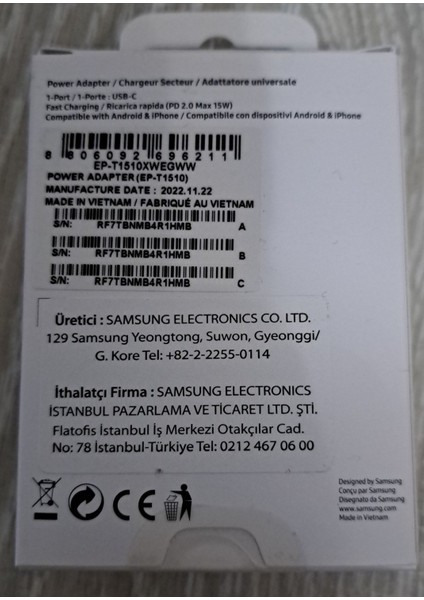 Power Adapter / Chargeur Secteur / Adattatore universale
1-Port / 1-Porte : USB-C
Fast Charging / Ricarica rapida (PD 2.0 Max 15W)
Compatible with Android & iPhone / Compatibile con dispositivi Android & iPhone
8 606092 696211
EP-T1510XWEGWW
POWER ADAPTER (EP-T1510)
MANUFACTURE DATE : 2022.11.22
MADE IN VIETNAM / FABRIQUÉ AU VIETNAM
S/N: RF7TBNMB4R1HMB A
S/N: RF7TBNMB4R1HMB B
S/N: RF7TBNMB4R1HMB C
Üretici : SAMSUNG ELECTRONICS CO. LTD.
129 Samsung Yeongtong, Suwon, Gyeonggi/
G. Kore Tel: +82-2-2255-0114
İthalatçı Firma : SAMSUNG ELECTRONICS
İSTANBUL PAZARLAMA VE TİCARET LTD. ŞTİ.
Flatofis İstanbul İş Merkezi Otakçılar Cad.
No: 78 İstanbul-Türkiye Tel: 0212 467 06 00
CE
Designed by Samsung
Conçu par Samsung
Disegnato da Samsung
www.samsung.com
Made in Vietnam